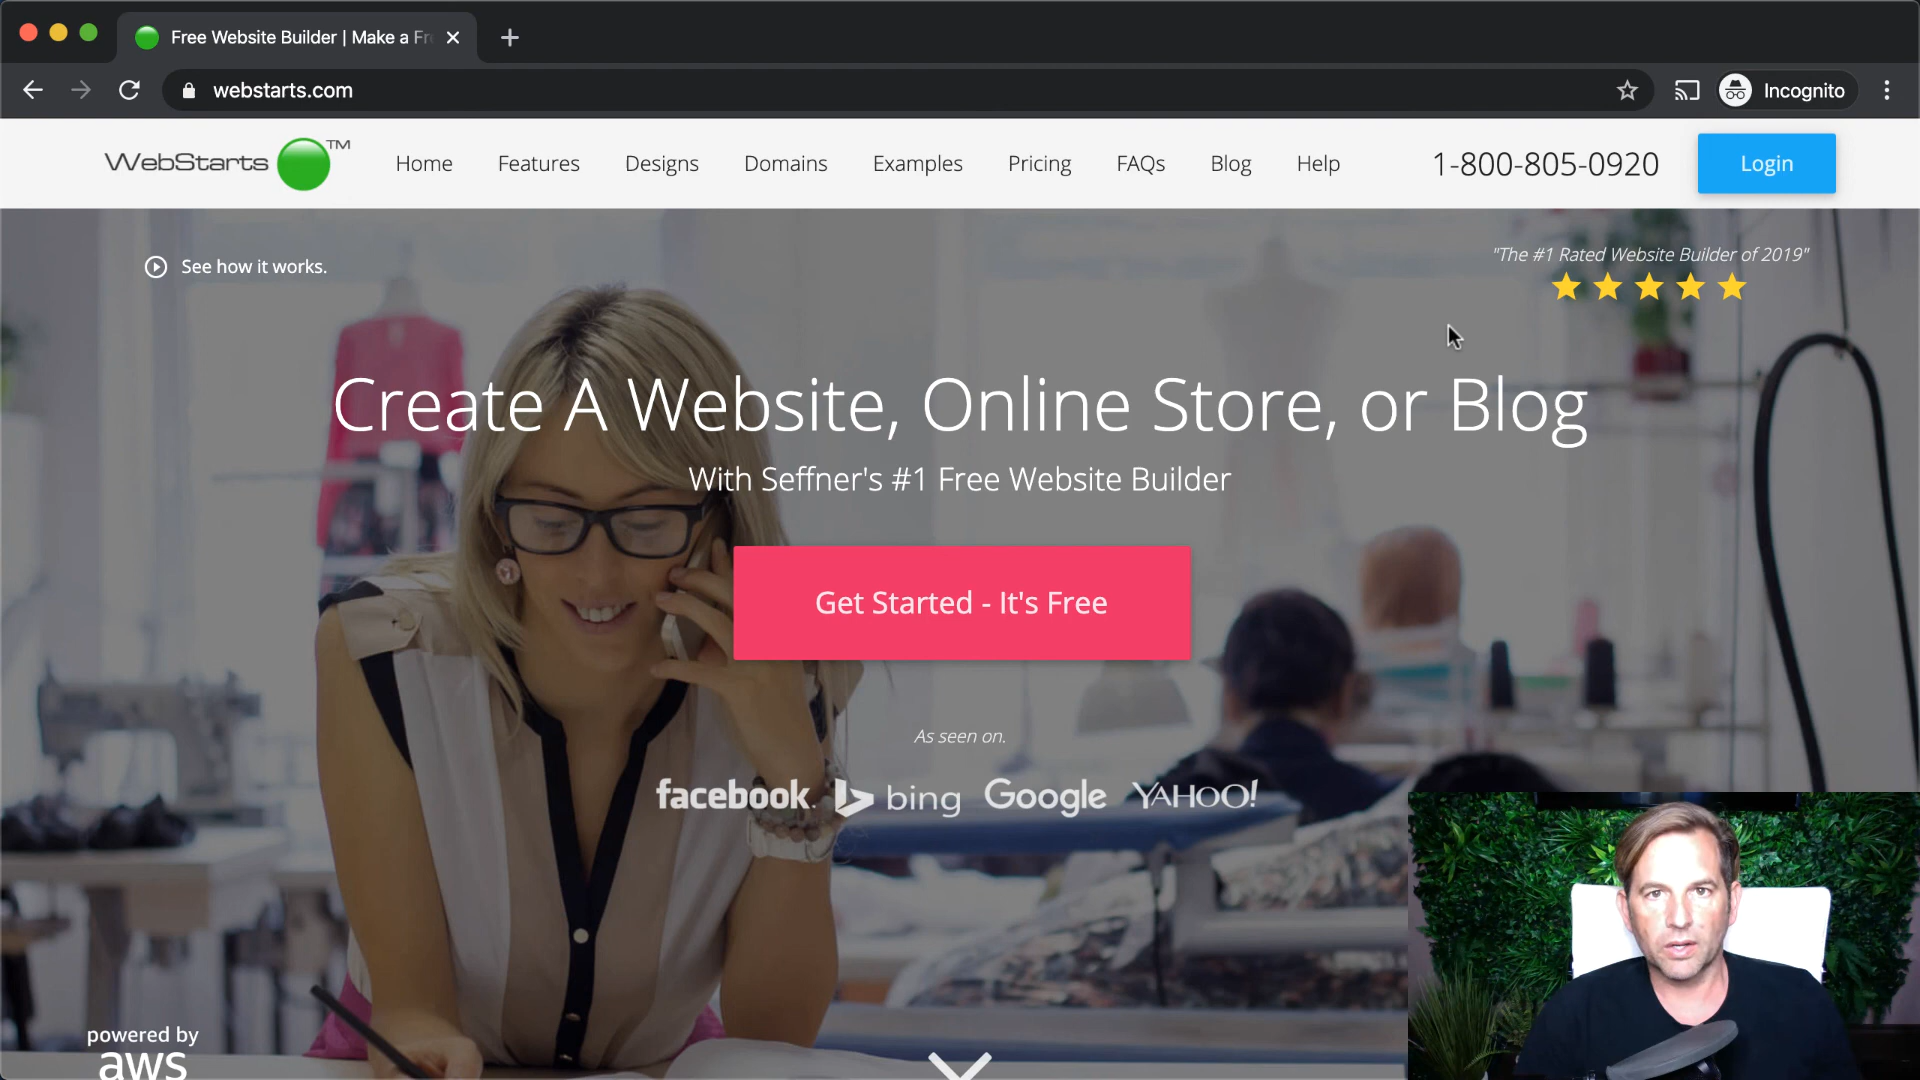 Free Website Builder | Make a Fr
webstarts.com
Incognito
WebStarts TM
Home
Features
Designs
Domains
Examples
Pricing
FAQs
Blog
Help
1-800-805-0920
Login
See how it works.
"The #1 Rated Website Builder of 2019"
Create A Website, Online Store, or Blog
With Seffner's #1 Free Website Builder
Get Started - It's Free
As seen on.
facebook. bing Google YAHOO!
powered by
aws